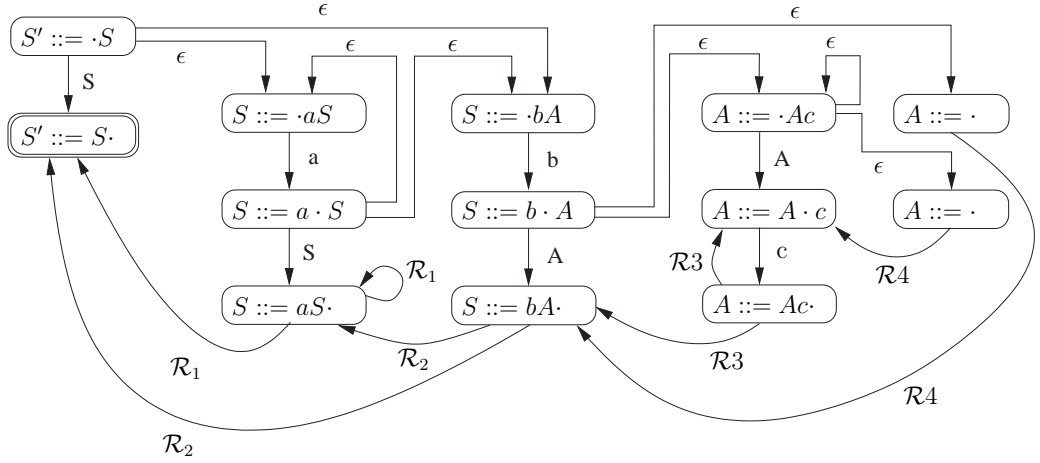 S′ ::= ·S
ϵ
ϵ
ϵ
ϵ
ϵ
ϵ
ϵ
S
S ::= ·aS
S ::= ·bA
A ::= ·Ac
A ::= ·
S′ ::= S·
a
b
A
ϵ
S ::= a · S
S ::= b · A
A ::= A · c
A ::= ·
S
A
c
R3
R4
R1
S ::= aS·
S ::= bA·
A ::= Ac·
R1
R2
R3
R4
R2